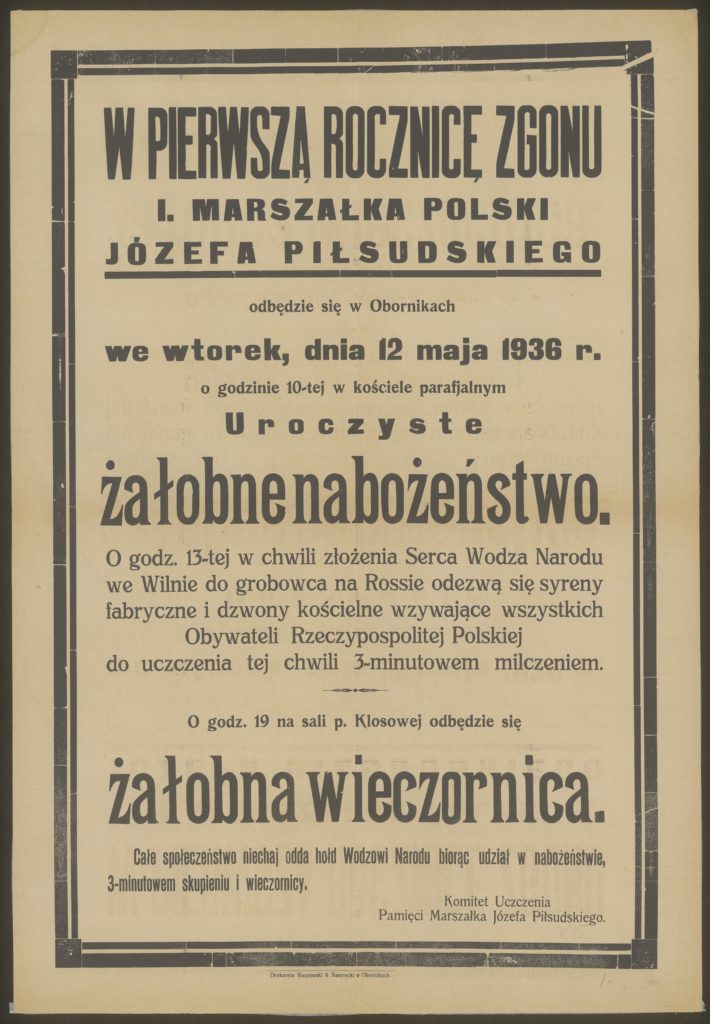 W PIERWSZĄ ROCZNICĘ ZGONU
I. MARSZAŁKA POLSKI
JÓZEFA PIŁSUDSKIEGO
odbędzie się w Obornikach
we wtorek, dnia 12 maja 1936 r.
o godzinie 10-tej w kościele parafjalnym
Uroczyste
żałobne nabożeństwo.
O godz. 13-tej w chwili złożenia Serca Wodza Narodu
we Wilnie do grobowca na Rossie odezwą się syreny
fabryczne i dzwony kościelne wzywające wszystkich
Obywateli Rzeczypospolitej Polskiej
do uczczenia tej chwili 3-minutowem milczeniem.
O godz. 19 na sali p. Klosowej odbędzie się
żałobna wieczornica.
Całe społeczeństwo niechaj odda hołd Wodzowi Narodu biorąc udział w nabożeństwie,
3-minutowem skupieniu i wieczornicy.
Komitet Uczczenia
Pamięci Marszałka Józefa Piłsudskiego.
Drukarnia & Nawrocki w Obornikach.